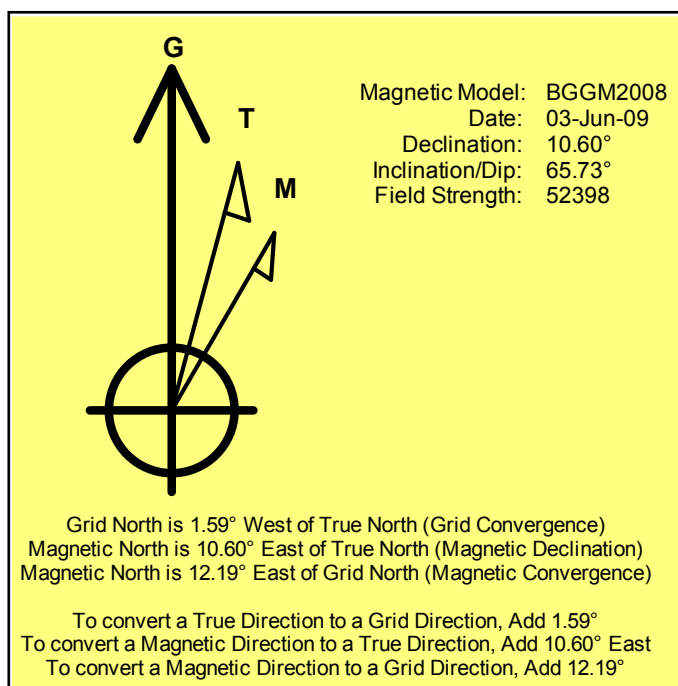 G
T
M
Magnetic Model: BGGM2008
Date: 03-Jun-09
Declination: 10.60°
Inclination/Dip: 65.73°
Field Strength: 52398
Grid North is 1.59° West of True North (Grid Convergence)
Magnetic North is 10.60° East of True North (Magnetic Declination)
Magnetic North is 12.19° East of Grid North (Magnetic Convergence)
To convert a True Direction to a Grid Direction, Add 1.59°
To convert a Magnetic Direction to a True Direction, Add 10.60° East
To convert a Magnetic Direction to a Grid Direction, Add 12.19°